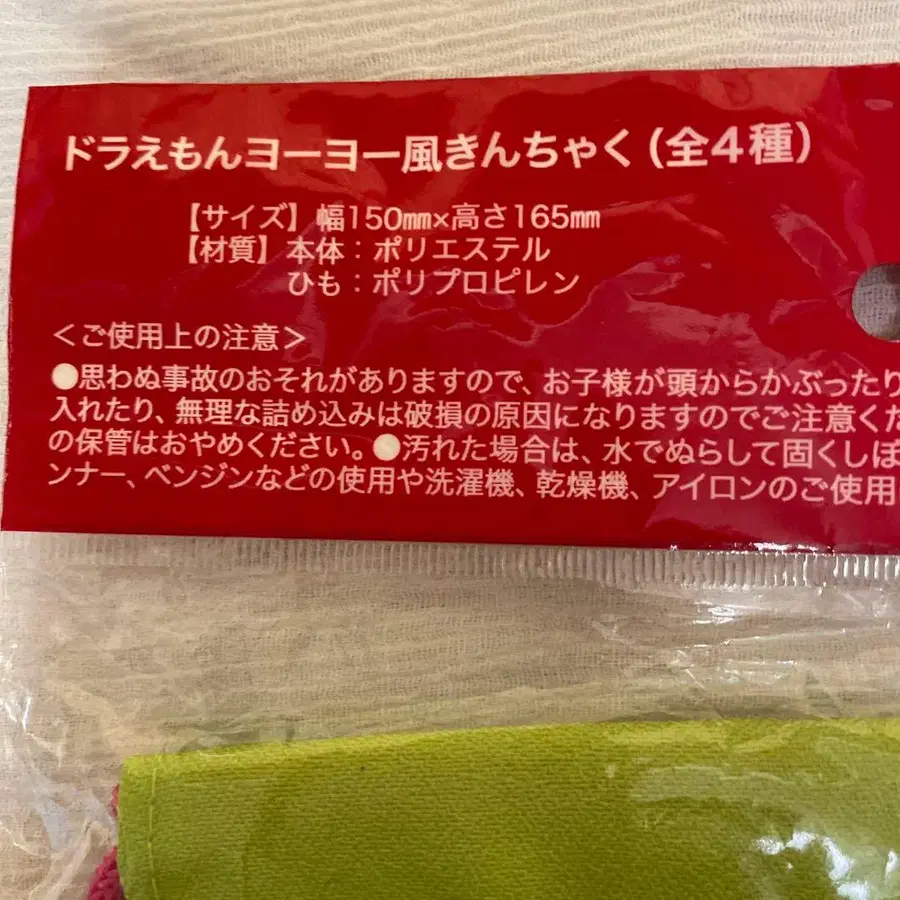 ドラえもんヨーヨー風きんちゃく(全4種)
【サイズ】幅150㎜×高さ165㎜
【材質】本体：ポリエステル
ひも：ポリプロピレン
＜ご使用上の注意＞
●思わぬ事故のおそれがありますので、お子様が頭からかぶったり
入れたり、無理な詰め込みは破損の原因になりますのでご注意くだ
の保管はおやめください。●汚れた場合は、水でぬらして固くしぼ
ンナー、ベンジンなどの使用や洗濯機、乾燥機、アイロンのご使用